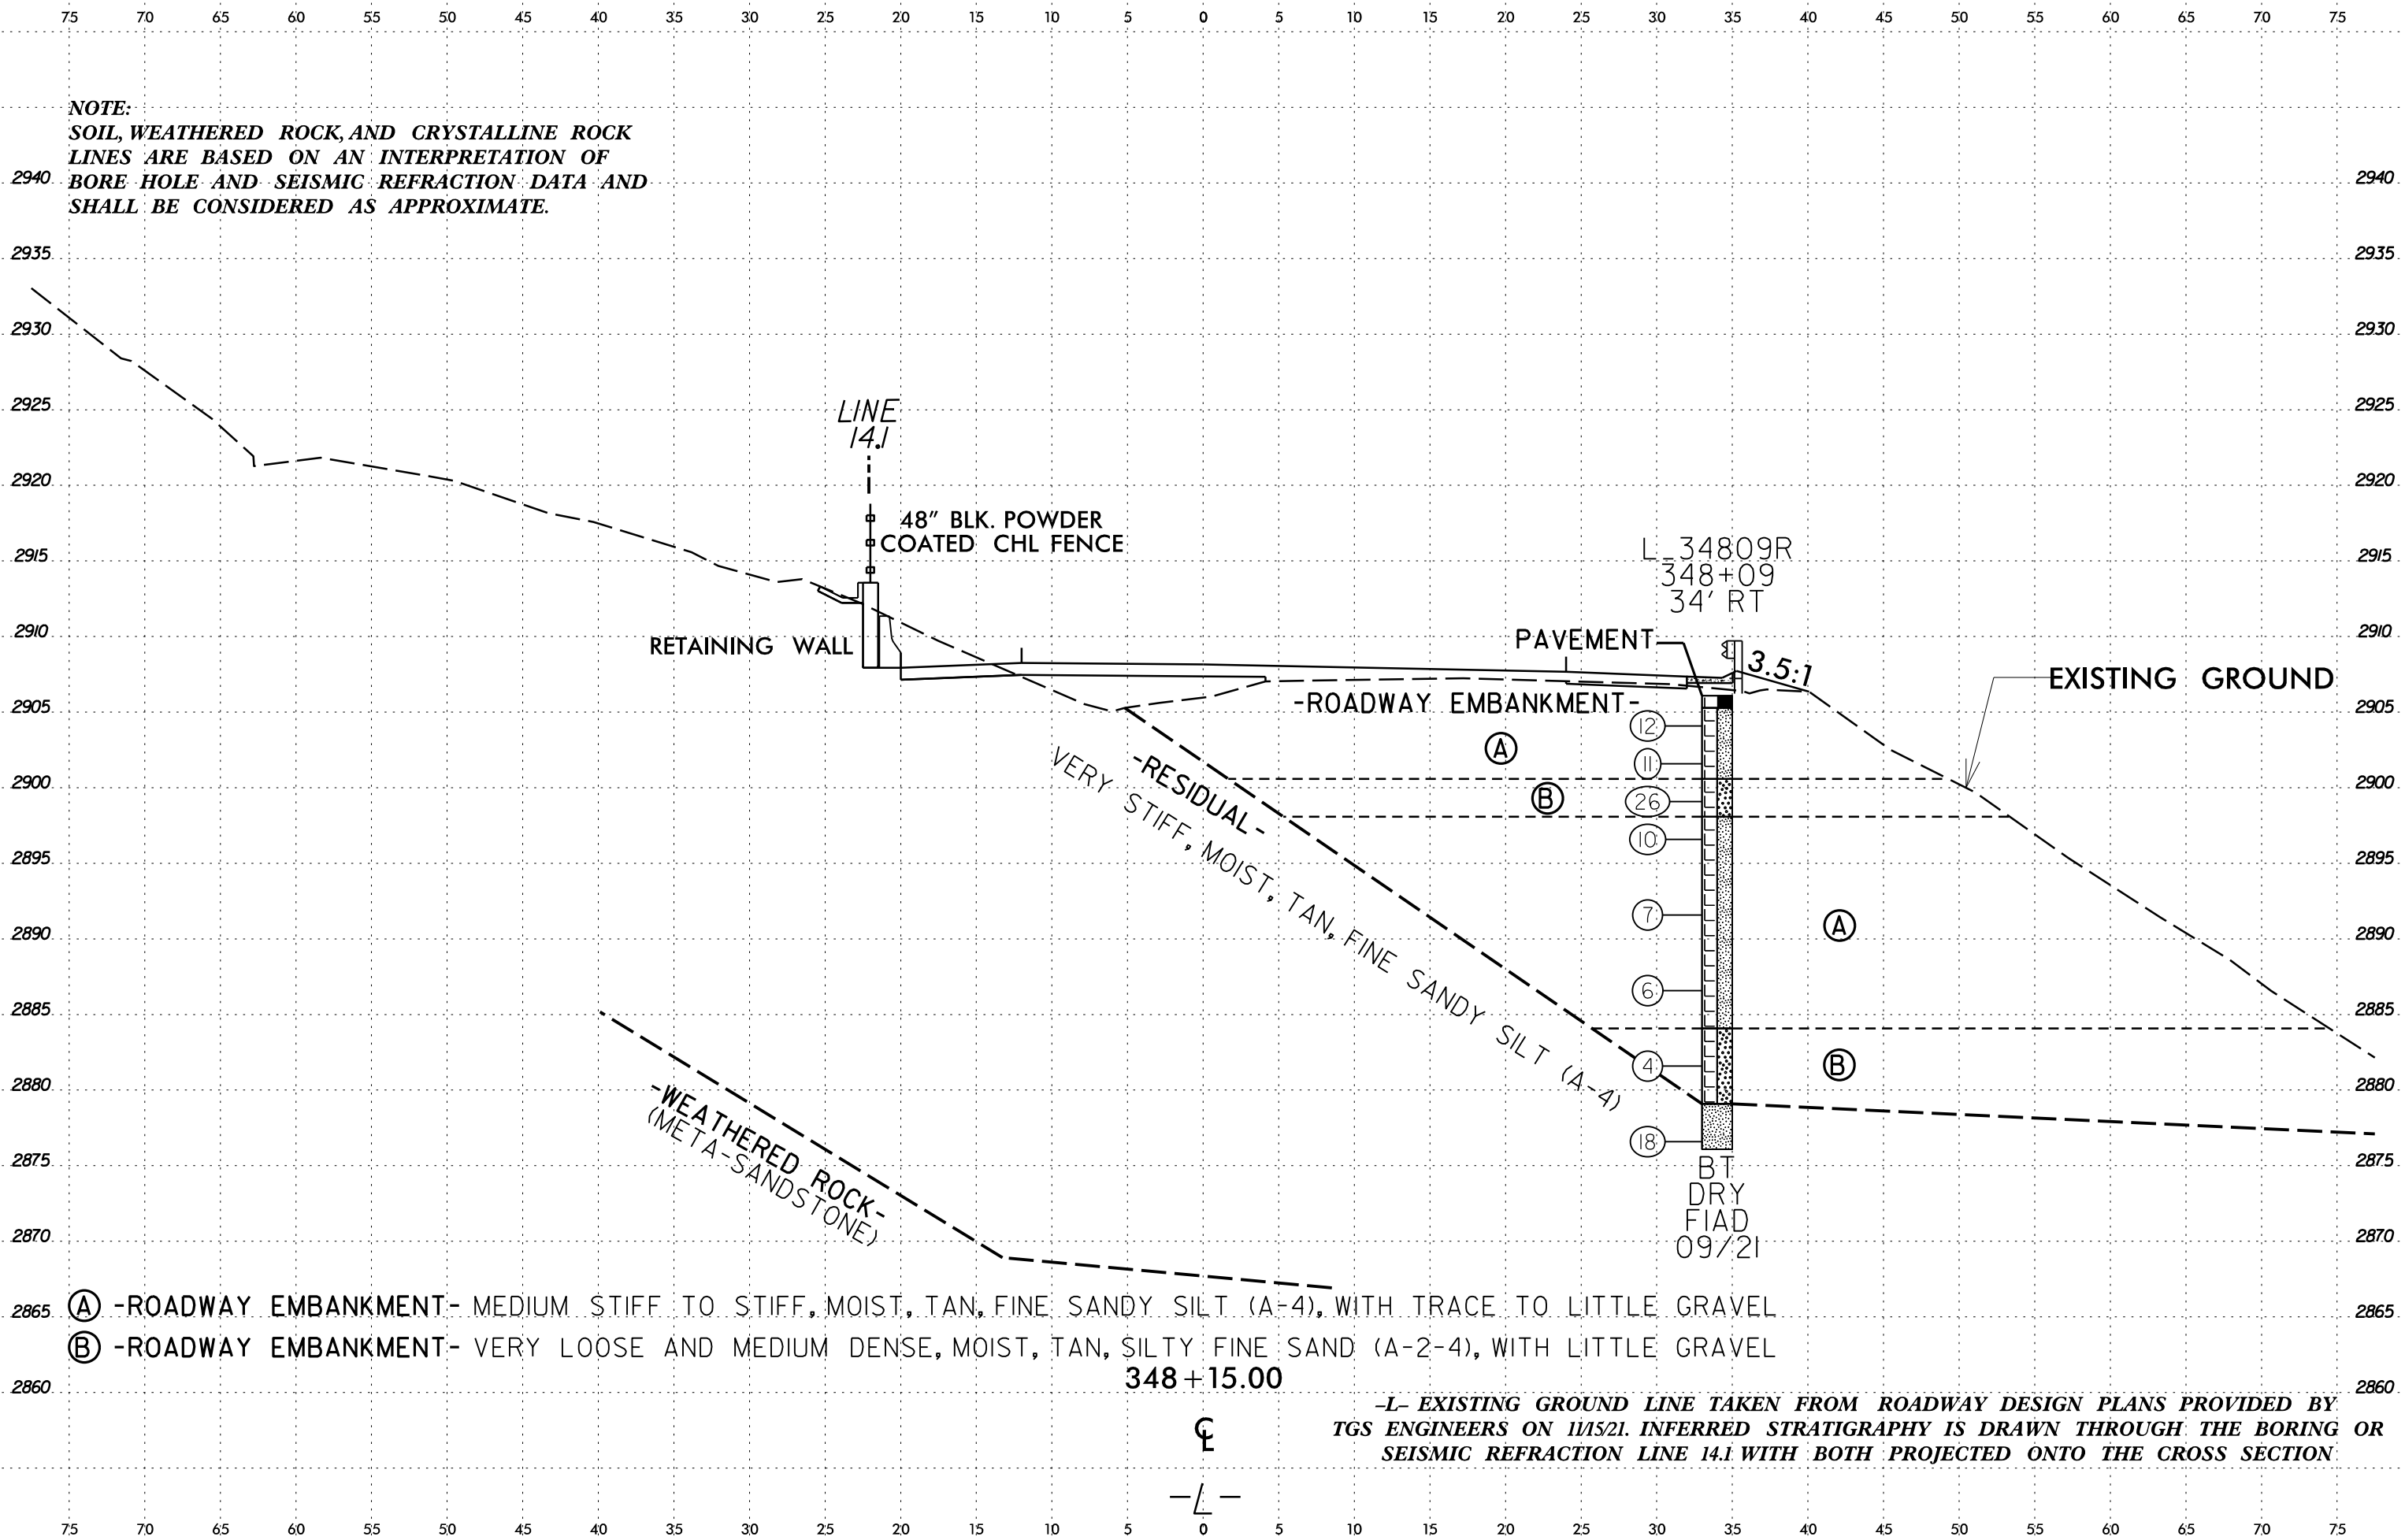 75 70 65 60 55 50 45 40 35 30 25 20 15 10 5 0 5 10 15 20 25 30 35 40 45 50 55 60 65 70 75
NOTE:
SOIL, WEATHERED ROCK, AND CRYSTALLINE ROCK
LINES ARE BASED ON AN INTERPRETATION OF
BORE HOLE AND SEISMIC REFRACTION DATA AND
SHALL BE CONSIDERED AS APPROXIMATE.
2940 2940
2935 2935
2930 2930
2925 2925
LINE
14.1
2920 2920
48" BLK. POWDER
COATED CHL FENCE
2915 2915
L_34809R
348+09
34' RT
2910 2910
RETAINING WALL
PAVEMENT
3.5:1
EXISTING GROUND
2905 2905
-ROADWAY EMBANKMENT-
12
A
11
2900 2900
-RESIDUAL-
VERY STIFF, MOIST, TAN, FINE SANDY SILT (A-4)
B
26
10
2895 2895
7
A
2890 2890
6
2885 2885
4
B
2880 2880
-WEATHERED ROCK-
(META-SANDSTONE)
18
2875 2875
BT
DRY
FIAD
09/21
2870 2870
A -ROADWAY EMBANKMENT- MEDIUM STIFF TO STIFF, MOIST, TAN, FINE SANDY SILT (A-4), WITH TRACE TO LITTLE GRAVEL
2865 2865
B -ROADWAY EMBANKMENT- VERY LOOSE AND MEDIUM DENSE, MOIST, TAN, SILTY FINE SAND (A-2-4), WITH LITTLE GRAVEL
348+15.00
2860 2860
-L- EXISTING GROUND LINE TAKEN FROM ROADWAY DESIGN PLANS PROVIDED BY
TGS ENGINEERS ON 11/15/21. INFERRED STRATIGRAPHY IS DRAWN THROUGH THE BORING OR
SEISMIC REFRACTION LINE 14.1 WITH BOTH PROJECTED ONTO THE CROSS SECTION
℄
-L-
75 70 65 60 55 50 45 40 35 30 25 20 15 10 5 0 5 10 15 20 25 30 35 40 45 50 55 60 65 70 75